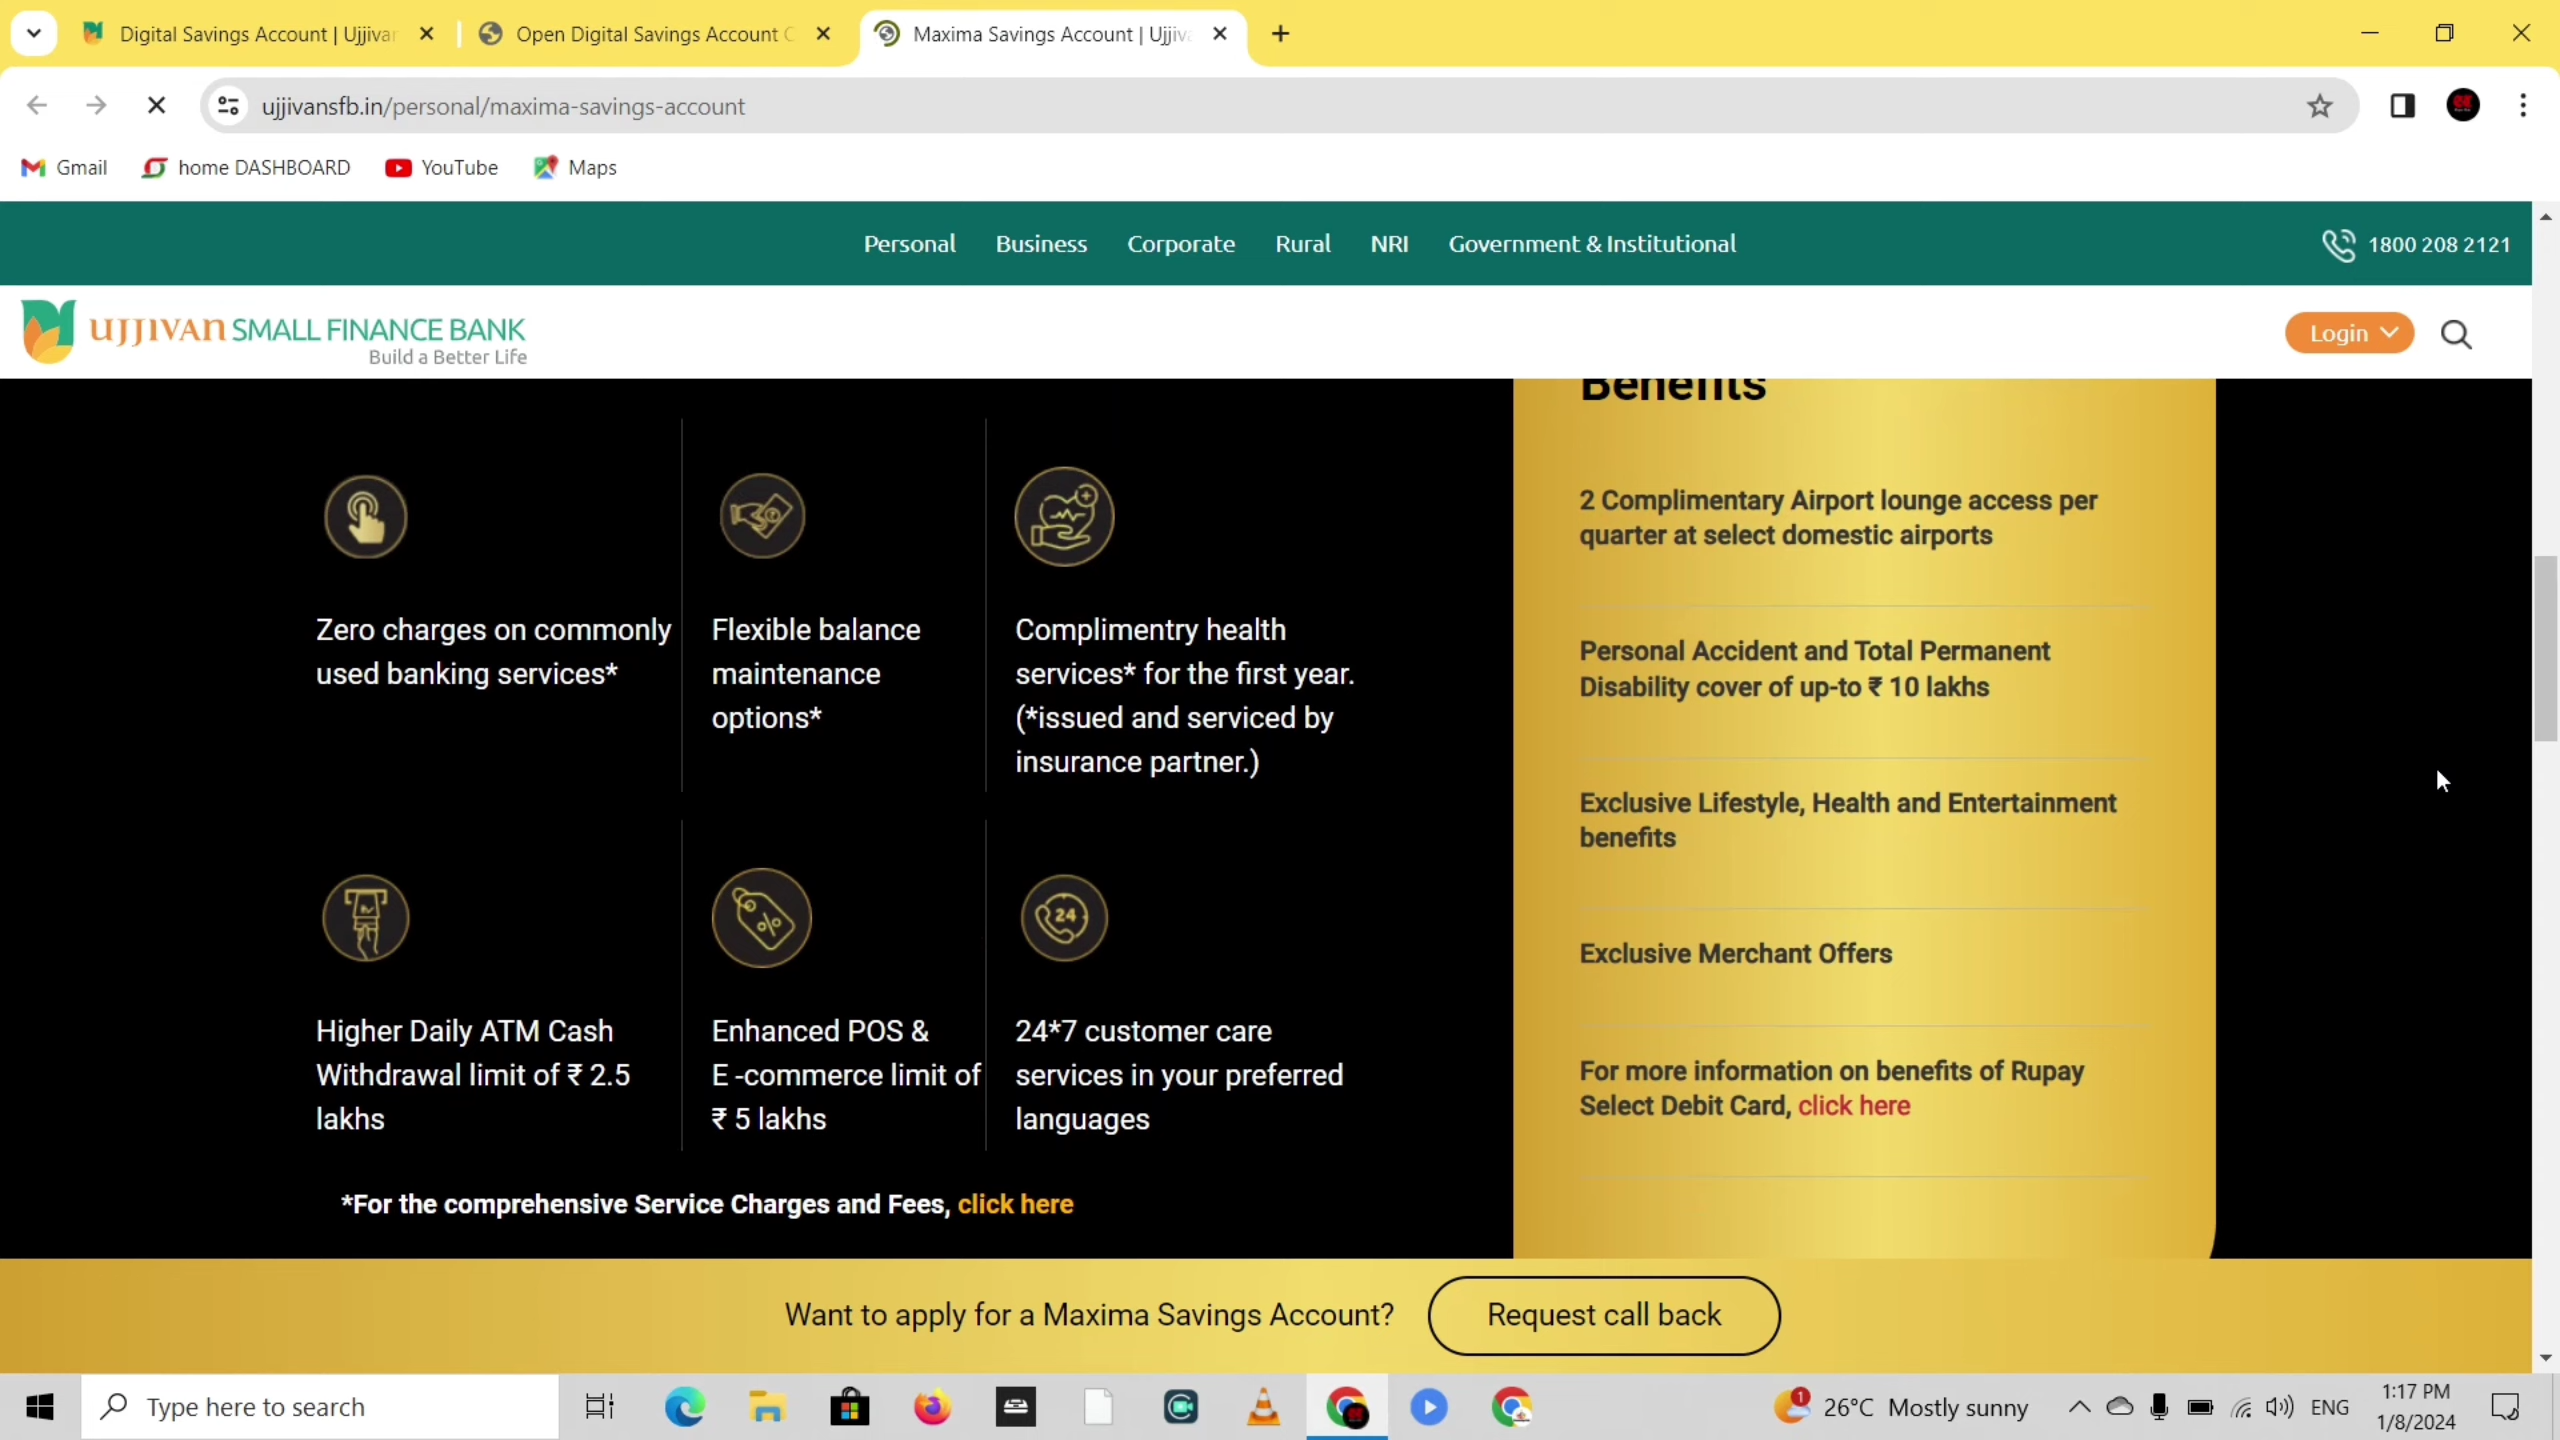 Digital Savings Account | Ujjivan
Open Digital Savings Account C
Maxima Savings Account | Ujjiv
ujjivansfb.in/personal/maxima-savings-account
Gmail
home DASHBOARD
YouTube
Maps
Personal
Business
Corporate
Rural
NRI
Government & Institutional
1800 208 2121
UJJIVAN SMALL FINANCE BANK
Build a Better Life
Login
Benefits
Zero charges on commonly
used banking services*
Flexible balance
maintenance
options*
Complimentry health
services* for the first year.
(*issued and serviced by
insurance partner.)
Higher Daily ATM Cash
Withdrawal limit of ₹ 2.5
lakhs
Enhanced POS &
E -commerce limit of
₹ 5 lakhs
24
24*7 customer care
services in your preferred
languages
*For the comprehensive Service Charges and Fees, click here
2 Complimentary Airport lounge access per
quarter at select domestic airports
Personal Accident and Total Permanent
Disability cover of up-to ₹ 10 lakhs
Exclusive Lifestyle, Health and Entertainment
benefits
Exclusive Merchant Offers
For more information on benefits of Rupay
Select Debit Card, click here
Want to apply for a Maxima Savings Account?
Request call back
Type here to search
1
26°C Mostly sunny
ENG
1:17 PM
1/8/2024